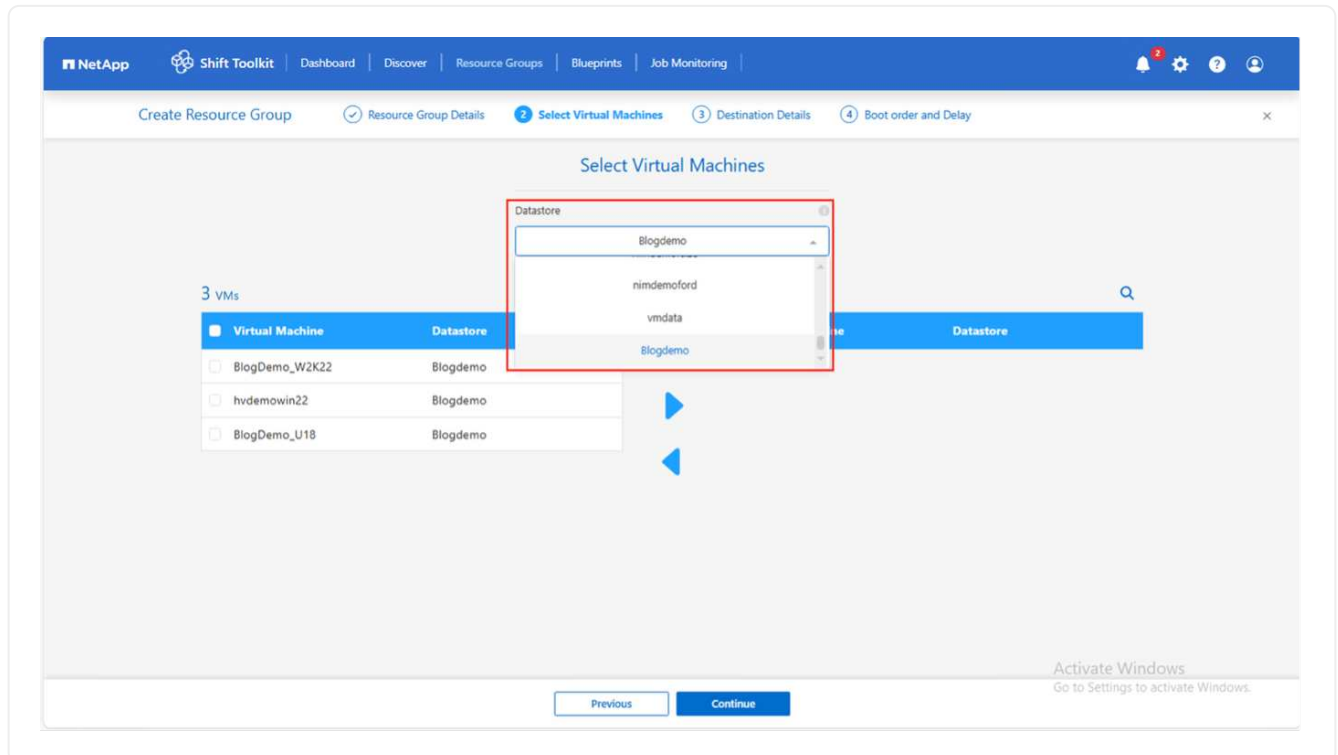 NetApp Shift Toolkit Dashboard Discover Resource Groups Blueprints Job Monitoring 2 ?
Create Resource Group Resource Group Details 2 Select Virtual Machines 3 Destination Details 4 Boot order and Delay ×
Select Virtual Machines
Datastore
Blogdemo
nimdemoford
3 VMs
vmdata
Virtual Machine Datastore Datastore
Blogdemo
BlogDemo_W2K22 Blogdemo
hvdemowin22 Blogdemo
BlogDemo_U18 Blogdemo
Activate Windows
Go to Settings to activate Windows.
Previous Continue